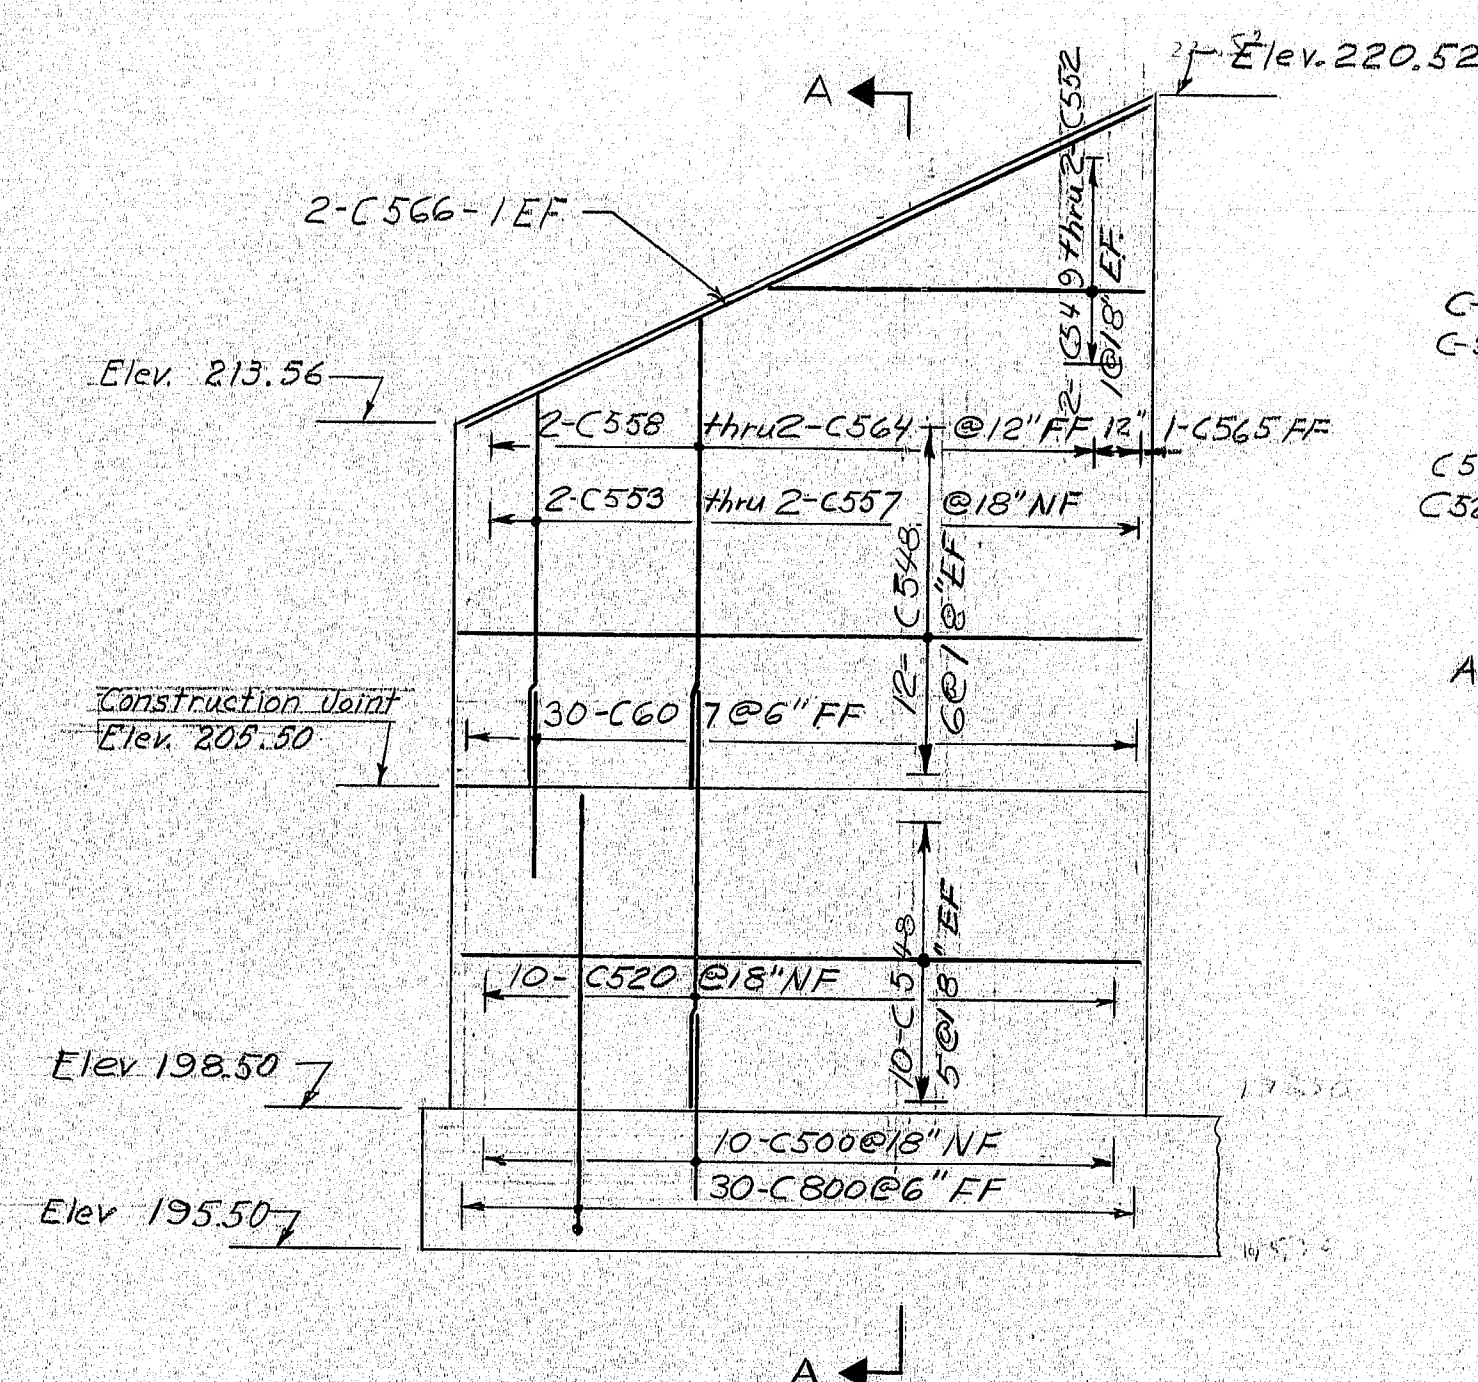 A
Elev. 220.52
2-C566-1EF
2-C549 thru 2-C552
1@18" EF.
Elev. 213.56
2-C558 thru 2-C564 @12" FF 12" 1-C565 FF
2-C553 thru 2-C557 @18" NF
12-C548
6@18" EF
Construction Joint
Elev. 205.50
30-C607@6" FF
10-C548
5@18" EF
10-C520 @18" NF
Elev 198.50
10-C500@18" NF
30-C800@6" FF
Elev 195.50
A